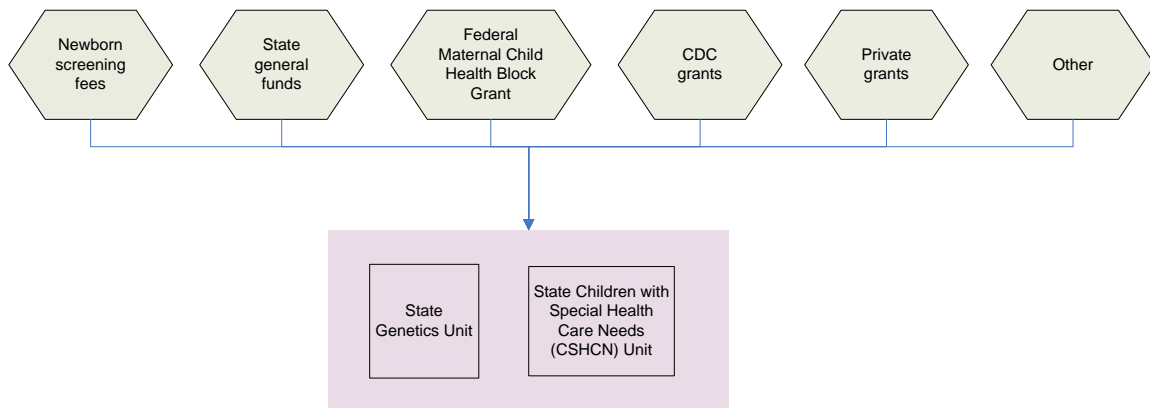 Newborn
screening
fees
State
general
funds
Federal
Maternal Child
Health Block
Grant
CDC
grants
Private
grants
Other
State
Genetics Unit
State Children with
Special Health
Care Needs
(CSHCN) Unit